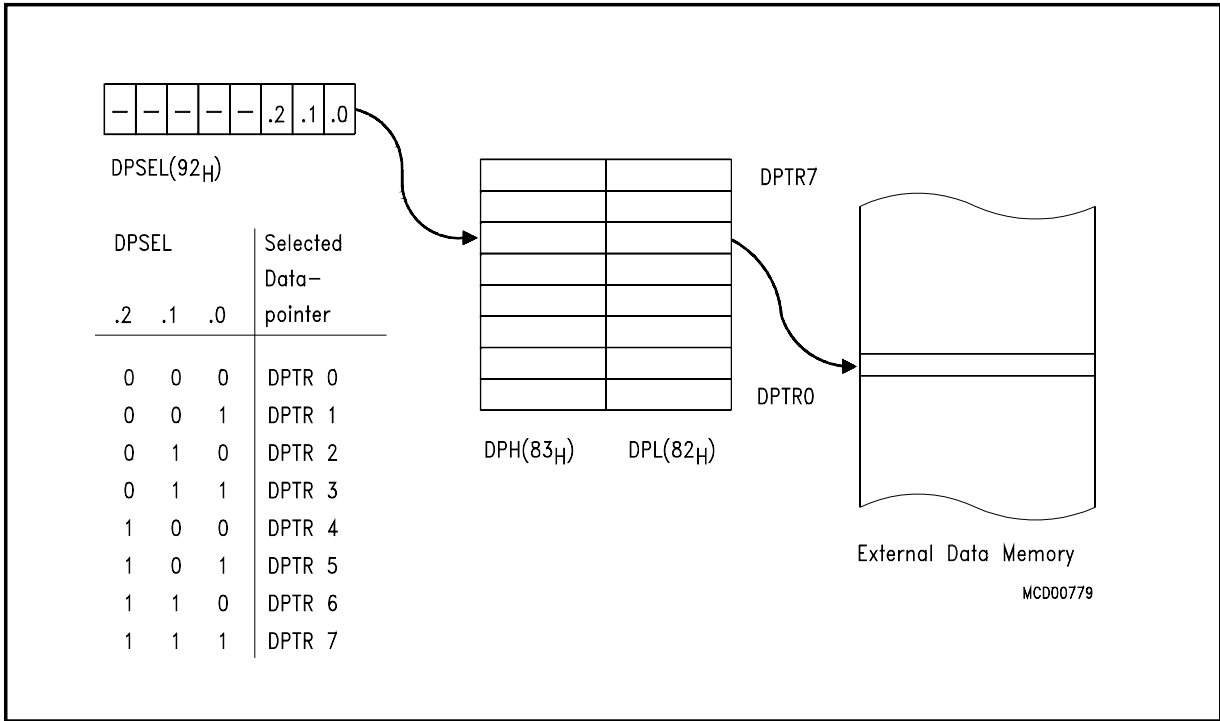 – – – – – .2 .1 .0
DPSEL(92H)
DPSEL Selected
Data–
.2 .1 .0 pointer
0 0 0 DPTR 0
0 0 1 DPTR 1
0 1 0 DPTR 2
0 1 1 DPTR 3
1 0 0 DPTR 4
1 0 1 DPTR 5
1 1 0 DPTR 6
1 1 1 DPTR 7
DPTR7
DPTR0
DPH(83H) DPL(82H)
External Data Memory
MCD00779